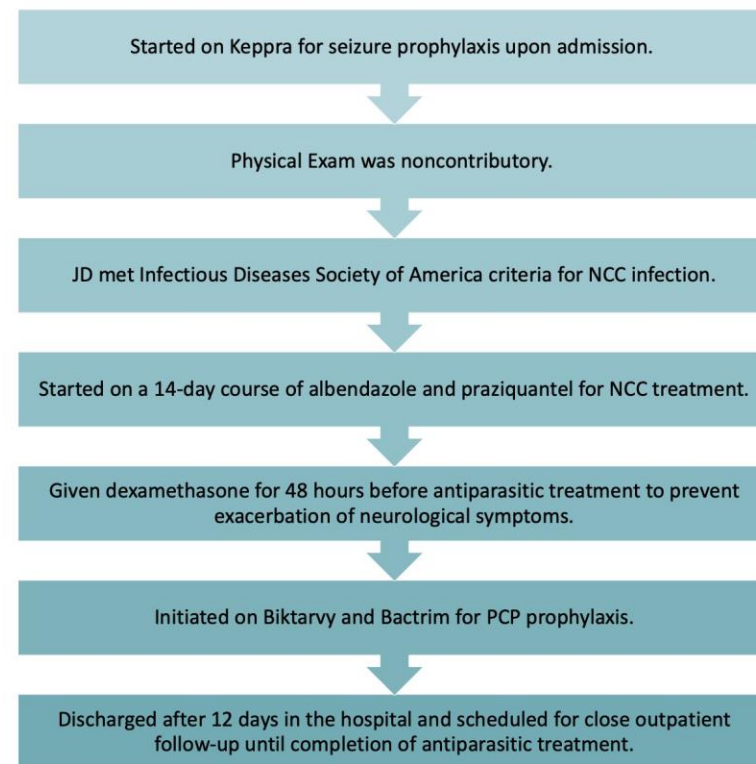 Started on Keppra for seizure prophylaxis upon admission.
Physical Exam was noncontributory.
JD met Infectious Diseases Society of America criteria for NCC infection.
Started on a 14-day course of albendazole and praziquantel for NCC treatment.
Given dexamethasone for 48 hours before antiparasitic treatment to prevent
exacerbation of neurological symptoms.
Initiated on Biktarvy and Bactrim for PCP prophylaxis.
Discharged after 12 days in the hospital and scheduled for close outpatient
follow-up until completion of antiparasitic treatment.